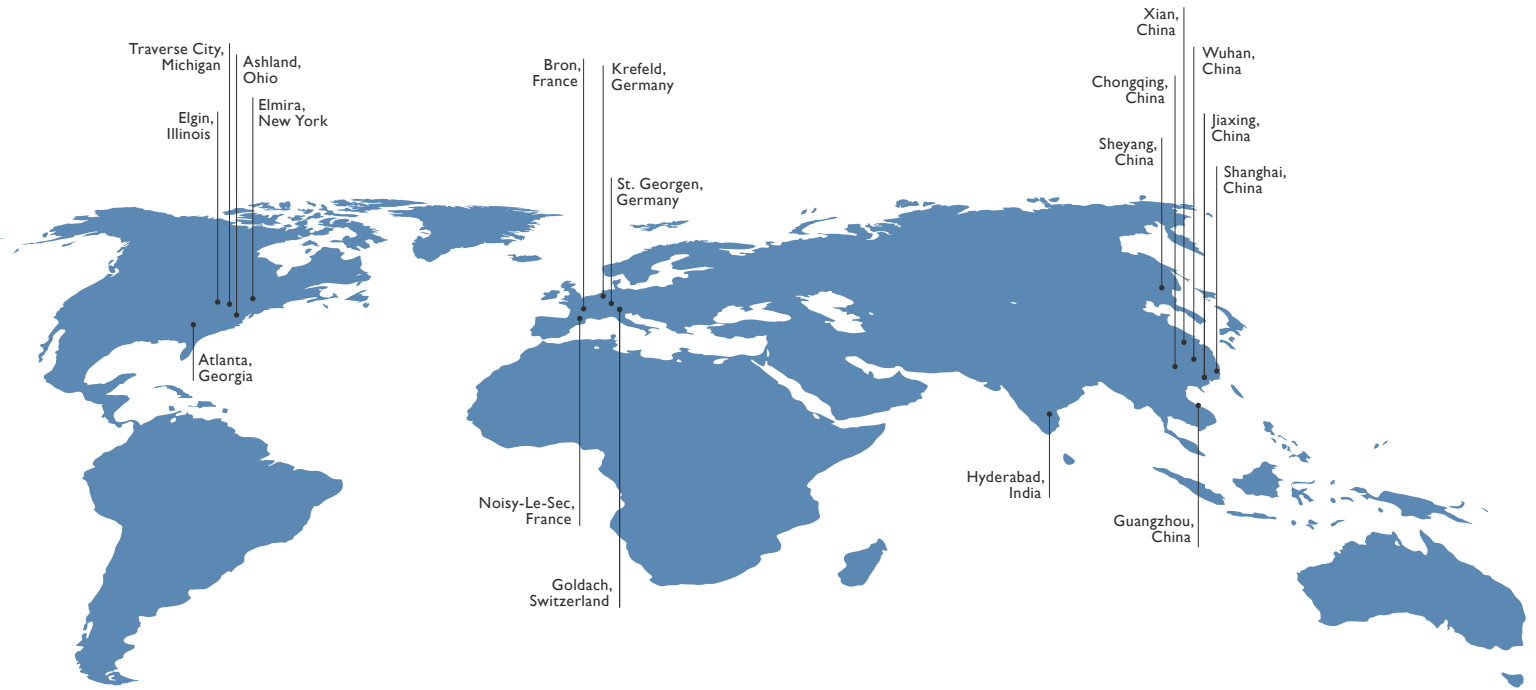 Traverse City,
Michigan
Ashland,
Ohio
Elgin,
Illinois
Elmira,
New York
Atlanta,
Georgia
Bron,
France
Krefeld,
Germany
St. Georgen,
Germany
Noisy-Le-Sec,
France
Goldach,
Switzerland
Xian,
China
Wuhan,
China
Chongqing,
China
Jiaxing,
China
Sheyang,
China
Shanghai,
China
Hyderabad,
India
Guangzhou,
China